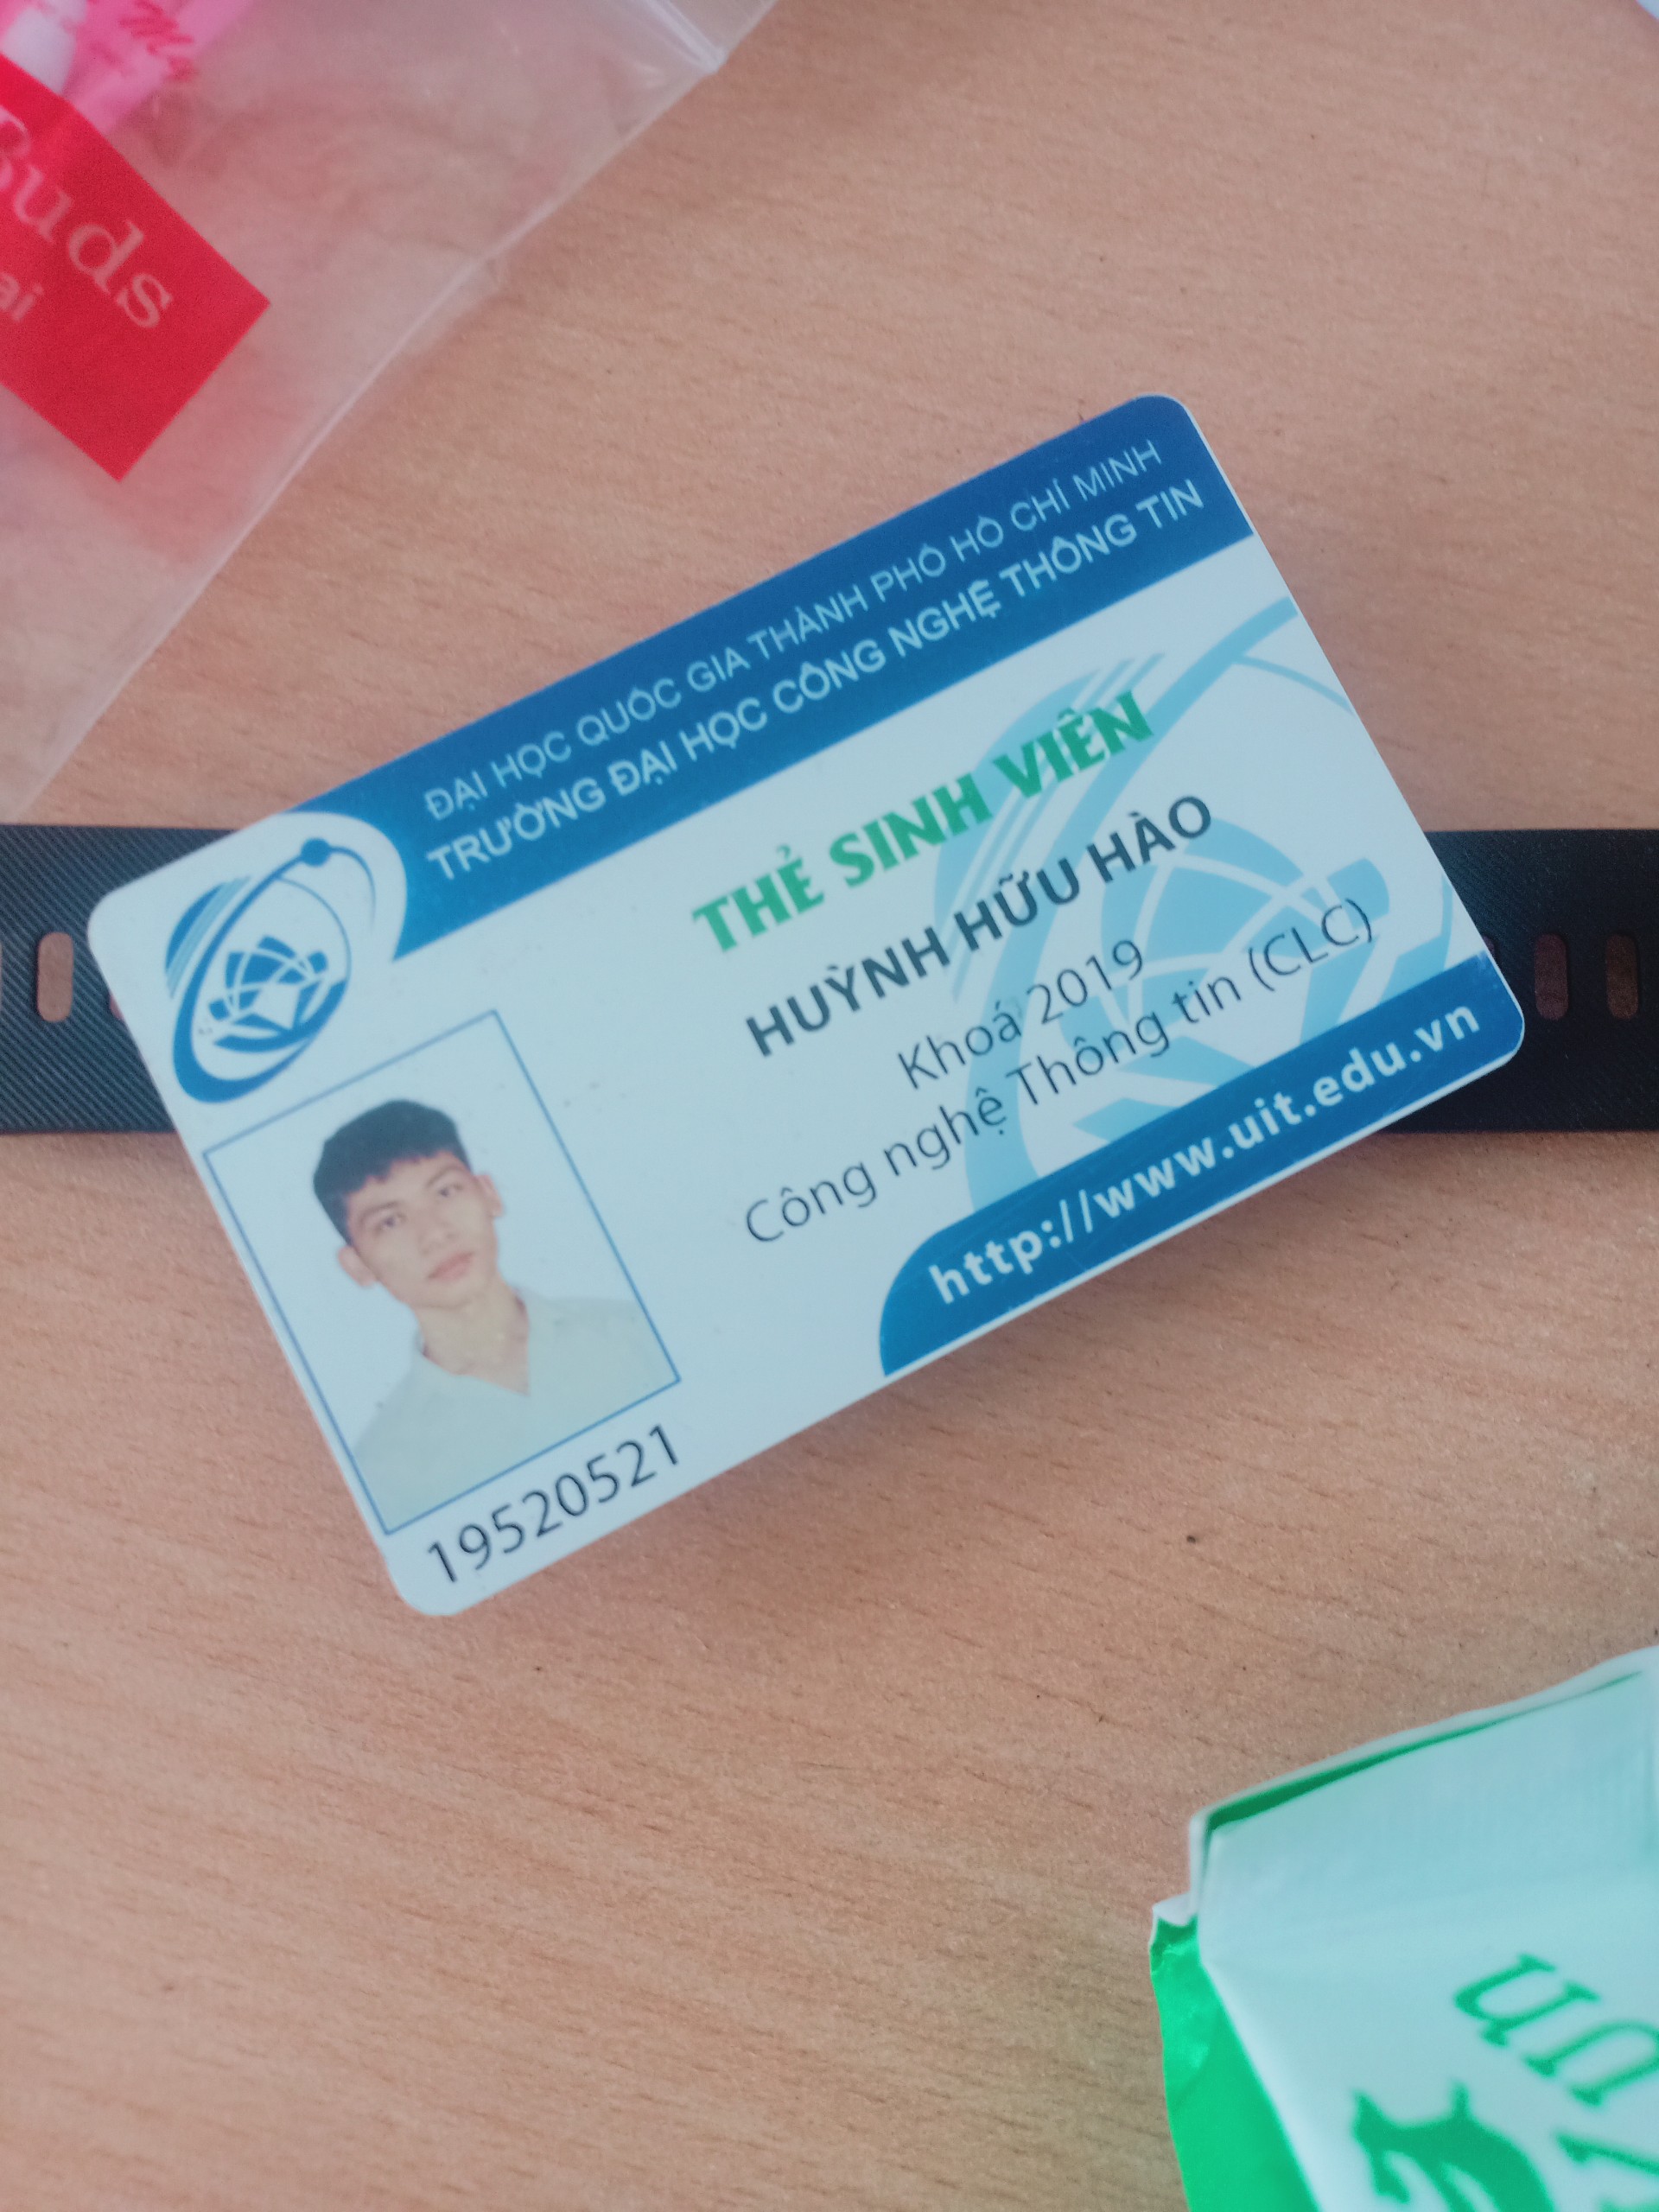 Buds
ai
ĐẠI HỌC QUỐC GIA THÀNH PHỐ HỒ CHÍ MINH
TRƯỜNG ĐẠI HỌC CÔNG NGHỆ THÔNG TIN
THẺ SINH VIÊN
HUỲNH HỮU HÀO
Khoá 2019
Công nghệ Thông tin (CLC)
http://www.uit.edu.vn
19520521
un